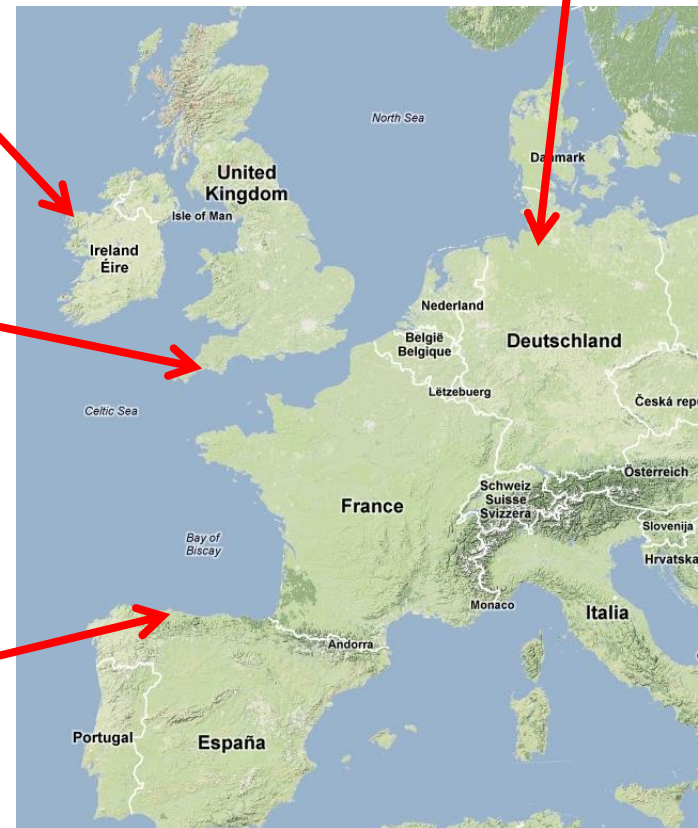 North Sea
Danmark
United
Kingdom
Isle of Man
Ireland
Éire
Nederland
België
Belgique
Deutschland
Lëtzebuerg
Celtic Sea
Česká rep
Österreich
Schweiz
Suisse
Svizzera
France
Slovenija
Bay of
Biscay
Hrvatska
Monaco
Italia
Andorra
Portugal
España